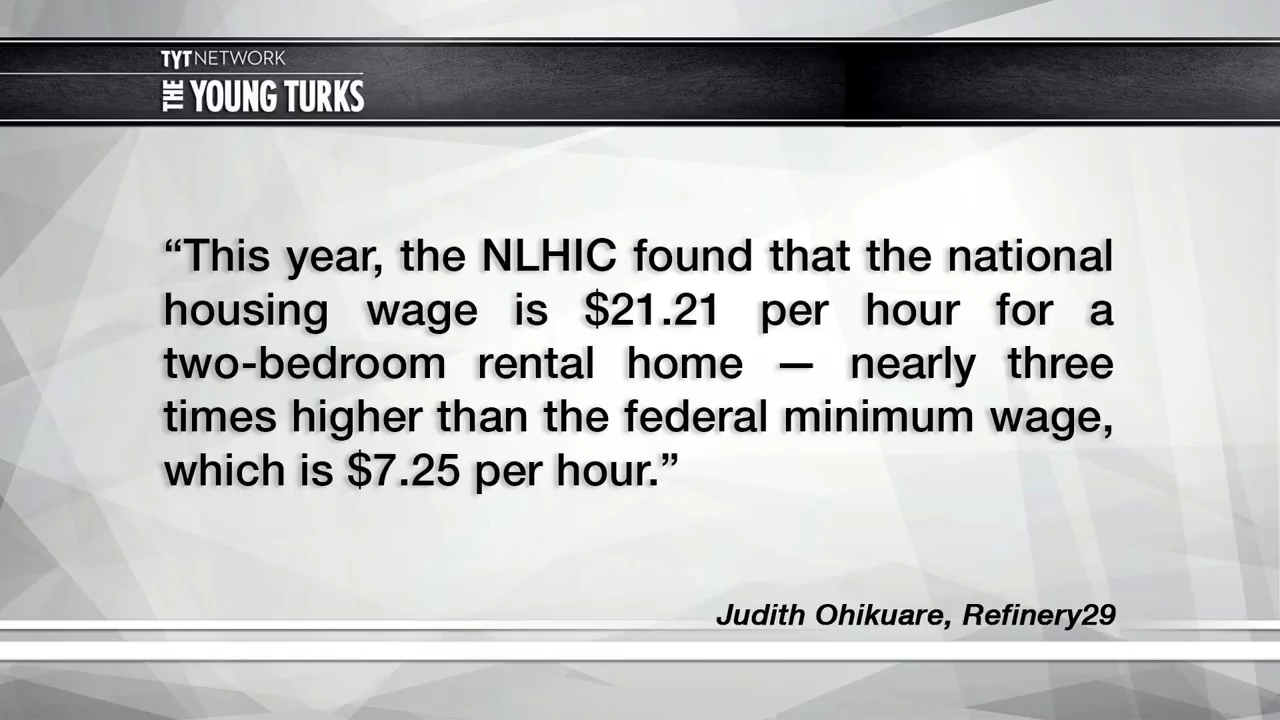 TYT NETWORK
THE YOUNG TURKS
“This year, the NLHIC found that the national
housing wage is $21.21 per hour for a
two-bedroom rental home — nearly three
times higher than the federal minimum wage,
which is $7.25 per hour.”
Judith Ohikuare, Refinery29